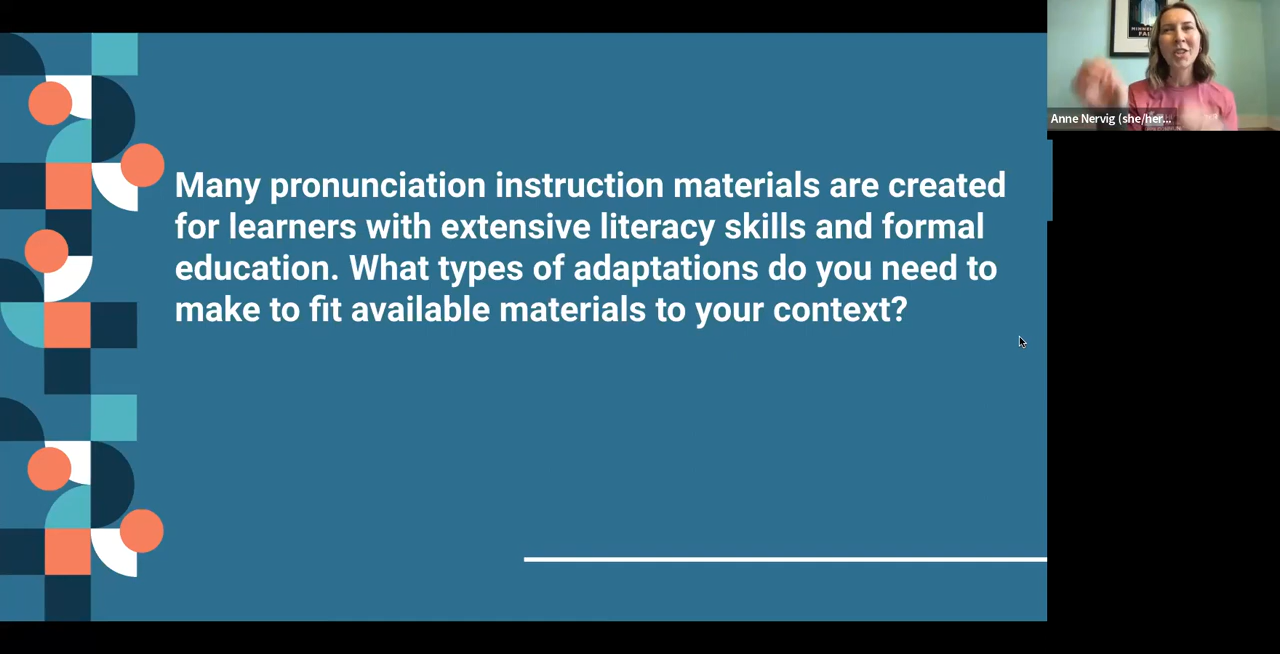 Many pronunciation instruction materials are created
for learners with extensive literacy skills and formal
education. What types of adaptations do you need to
make to fit available materials to your context?
Anne Nervig (she/her...